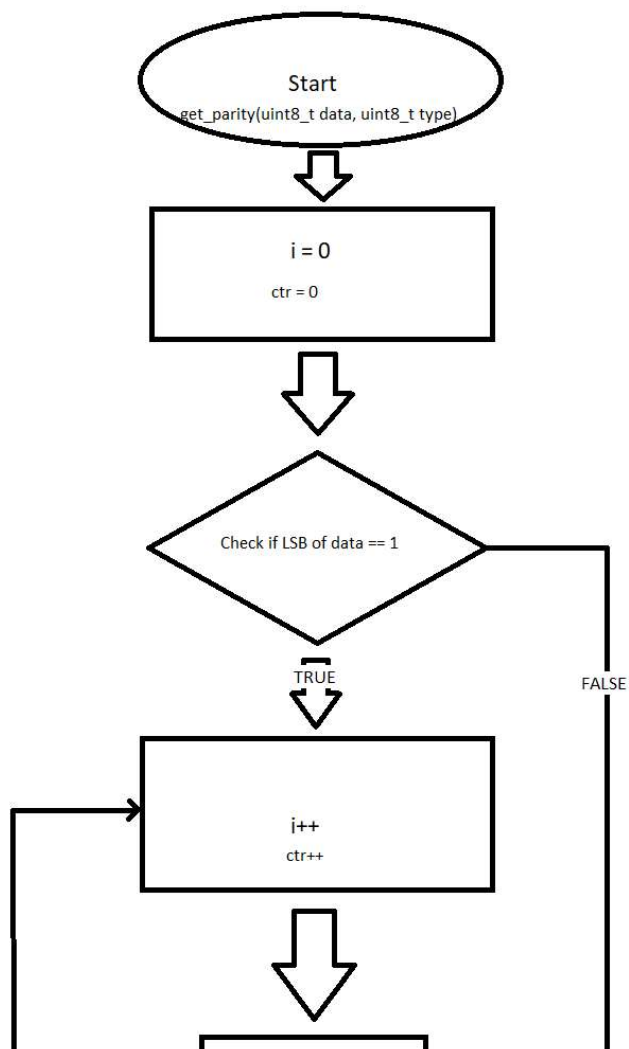 Start
get_parity(uint8_t data, uint8_t type)
i = 0
ctr = 0
Check if LSB of data == 1
TRUE
FALSE
i++
ctr++